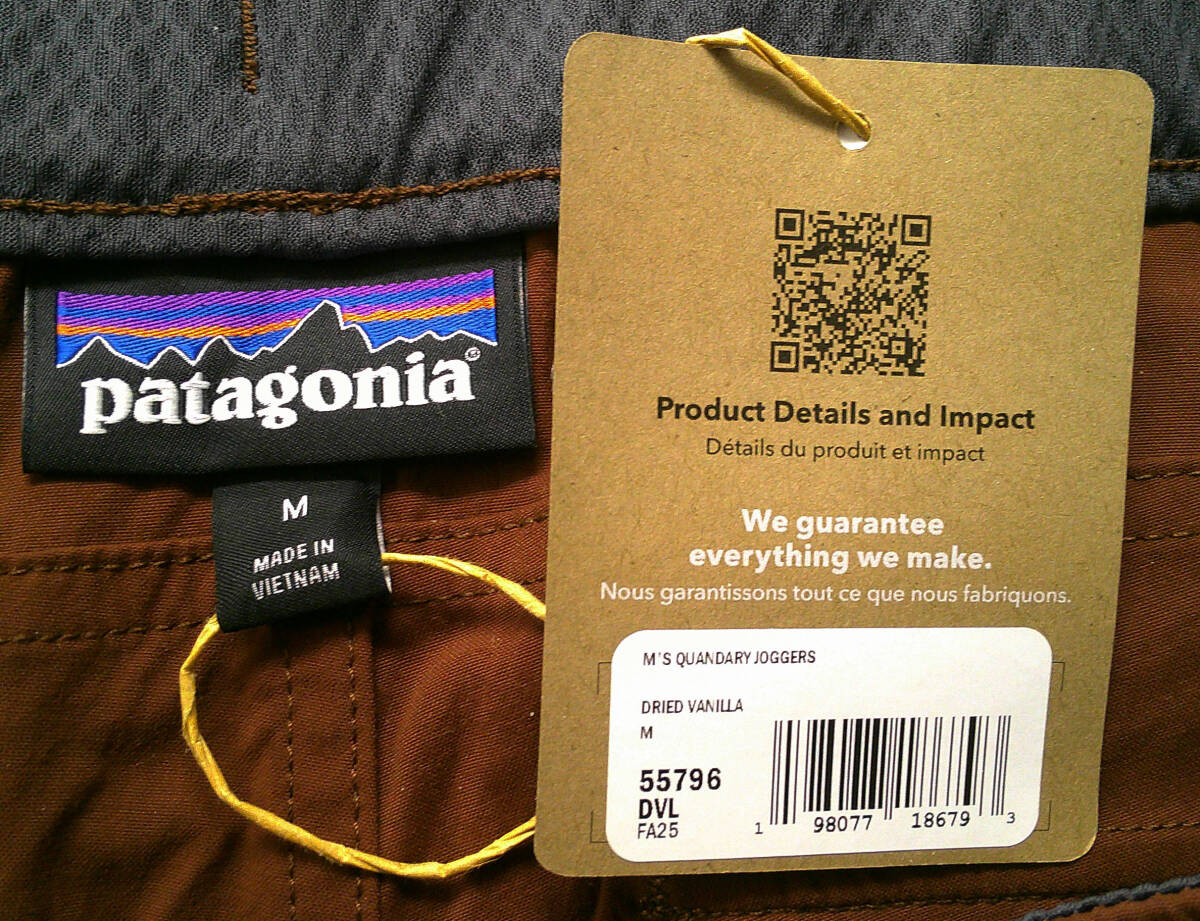 patagonia®
M
MADE IN
VIETNAM
Product Details and Impact
Détails du produit et impact
We guarantee
everything we make.
Nous garantissons tout ce que nous fabriquons.
M'S QUANDARY JOGGERS
DRIED VANILLA
M
55796
DVL
FA25
1 98077 18679 3